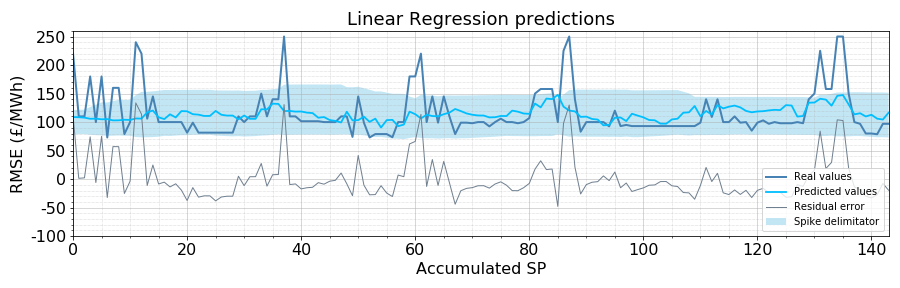 Linear Regression predictions
RMSE (£/MWh)
250
200
150
100
50
0
-50
-100
0 20 40 60 80 100 120 140
Accumulated SP
Real values
Predicted values
Residual error
Spike delimitator